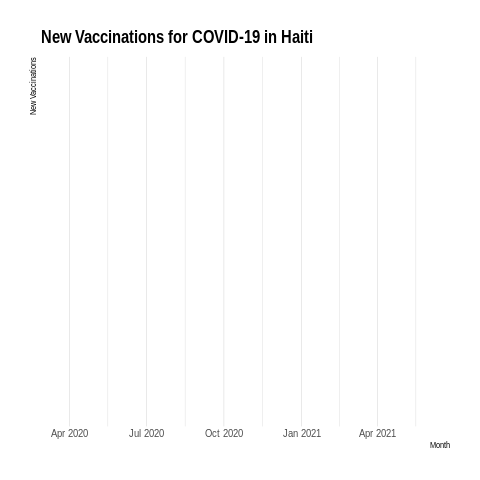 New Vaccinations for COVID-19 in Haiti
New Vaccinations
Apr 2020 Jul 2020 Oct 2020 Jan 2021 Apr 2021
Month